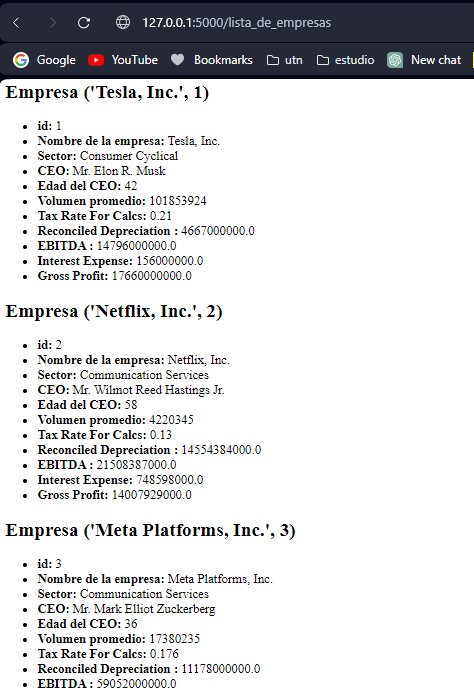 127.0.0.1:5000/lista_de_empresas
Google YouTube Bookmarks utn estudio New chat
Empresa ('Tesla, Inc.', 1)
id: 1
Nombre de la empresa: Tesla, Inc.
Sector: Consumer Cyclical
CEO: Mr. Elon R. Musk
Edad del CEO: 42
Volumen promedio: 101853924
Tax Rate For Calcs: 0.21
Reconciled Depreciation : 4667000000.0
EBITDA : 14796000000.0
Interest Expense: 156000000.0
Gross Profit: 17660000000.0
Empresa ('Netflix, Inc.', 2)
id: 2
Nombre de la empresa: Netflix, Inc.
Sector: Communication Services
CEO: Mr. Wilmot Reed Hastings Jr.
Edad del CEO: 58
Volumen promedio: 4220345
Tax Rate For Calcs: 0.13
Reconciled Depreciation : 14554384000.0
EBITDA : 21508387000.0
Interest Expense: 748598000.0
Gross Profit: 14007929000.0
Empresa ('Meta Platforms, Inc.', 3)
id: 3
Nombre de la empresa: Meta Platforms, Inc.
Sector: Communication Services
CEO: Mr. Mark Elliot Zuckerberg
Edad del CEO: 36
Volumen promedio: 17380235
Tax Rate For Calcs: 0.176
Reconciled Depreciation : 11178000000.0
EBITDA : 59052000000.0